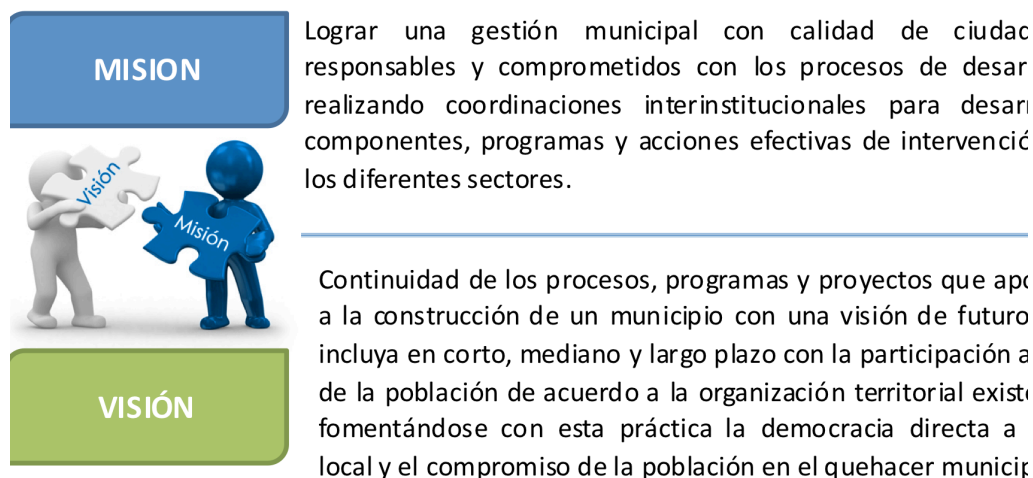 MISION
Lograr una gestión municipal con calidad de
responsables y comprometidos con los procesos de
realizando coordinaciones interinstitucionales para
componentes, programas y acciones efectivas de
los diferentes sectores.
Visión
Misión
VISIÓN
Continuidad de los procesos, programas y proyectos que
a la construcción de un municipio con una visión de futuro
incluya en corto, mediano y largo plazo con la participación
de la población de acuerdo a la organización territorial
fomentándose con esta práctica la democracia directa a
local y el compromiso de la población en el quehacer